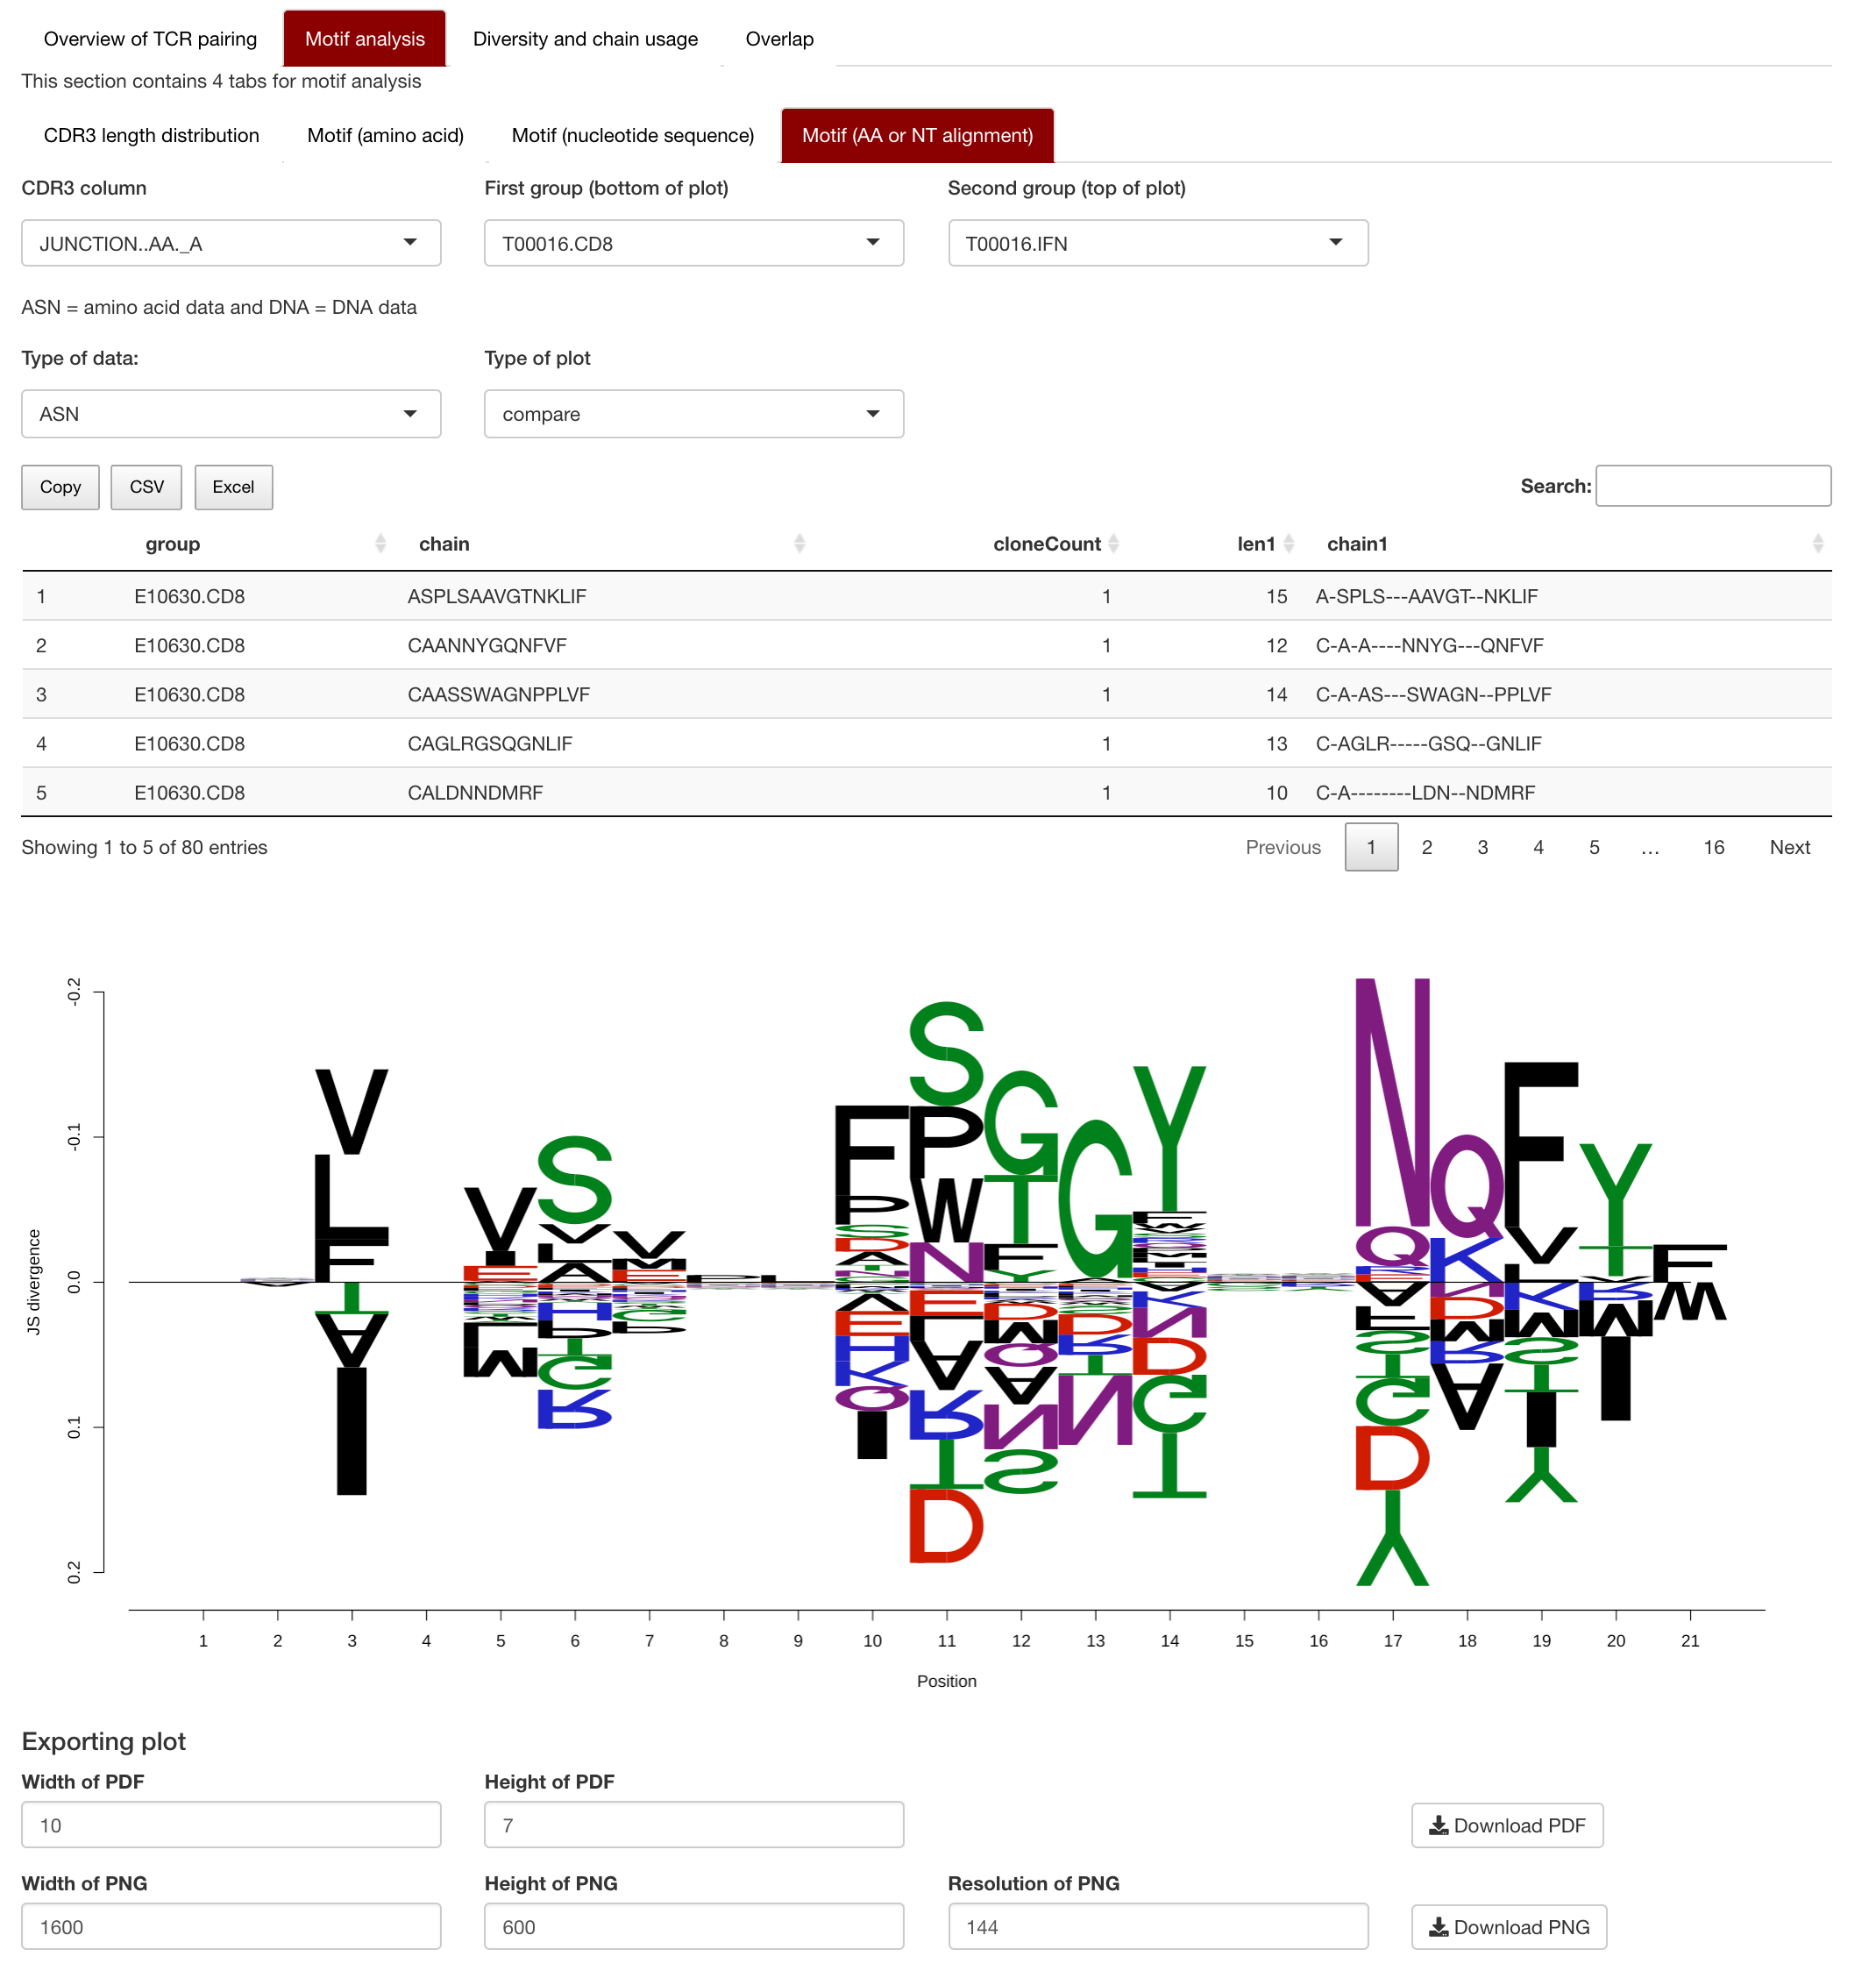 Overview of TCR pairing Motif analysis Diversity and chain usage Overlap
This section contains 4 tabs for motif analysis
CDR3 length distribution Motif (amino acid) Motif (nucleotide sequence) Motif (AA or NT alignment)
CDR3 column First group (bottom of plot) Second group (top of plot)
JUNCTION..AA._A T00016.CD8 T00016.IFN
ASN = amino acid data and DNA = DNA data
Type of data: Type of plot
ASN compare
Copy CSV Excel Search:
group chain cloneCount len1 chain1
1 E10630.CD8 ASPLSAAVGTNKLIF 1 15 A-SPLS---AAVGT--NKLIF
2 E10630.CD8 CAANNYGQNFVF 1 12 C-A-A----NNYG---QNFVF
3 E10630.CD8 CAASSWAGNPPLVF 1 14 C-A-AS---SWAGN--PPLVF
4 E10630.CD8 CAGLRGSQGNLIF 1 13 C-AGLR-----GSQ--GNLIF
5 E10630.CD8 CALDNNDMRF 1 10 C-A--------LDN--NDMRF
Showing 1 to 5 of 80 entries Previous 1 2 3 4 5 … 16 Next
JS divergence
-0.2
-0.1
0.0
0.1
0.2
1 2 3 4 5 6 7 8 9 10 11 12 13 14 15 16 17 18 19 20 21
Position
Exporting plot
Width of PDF Height of PDF
10 7 Download PDF
Width of PNG Height of PNG Resolution of PNG
1600 600 144 Download PNG